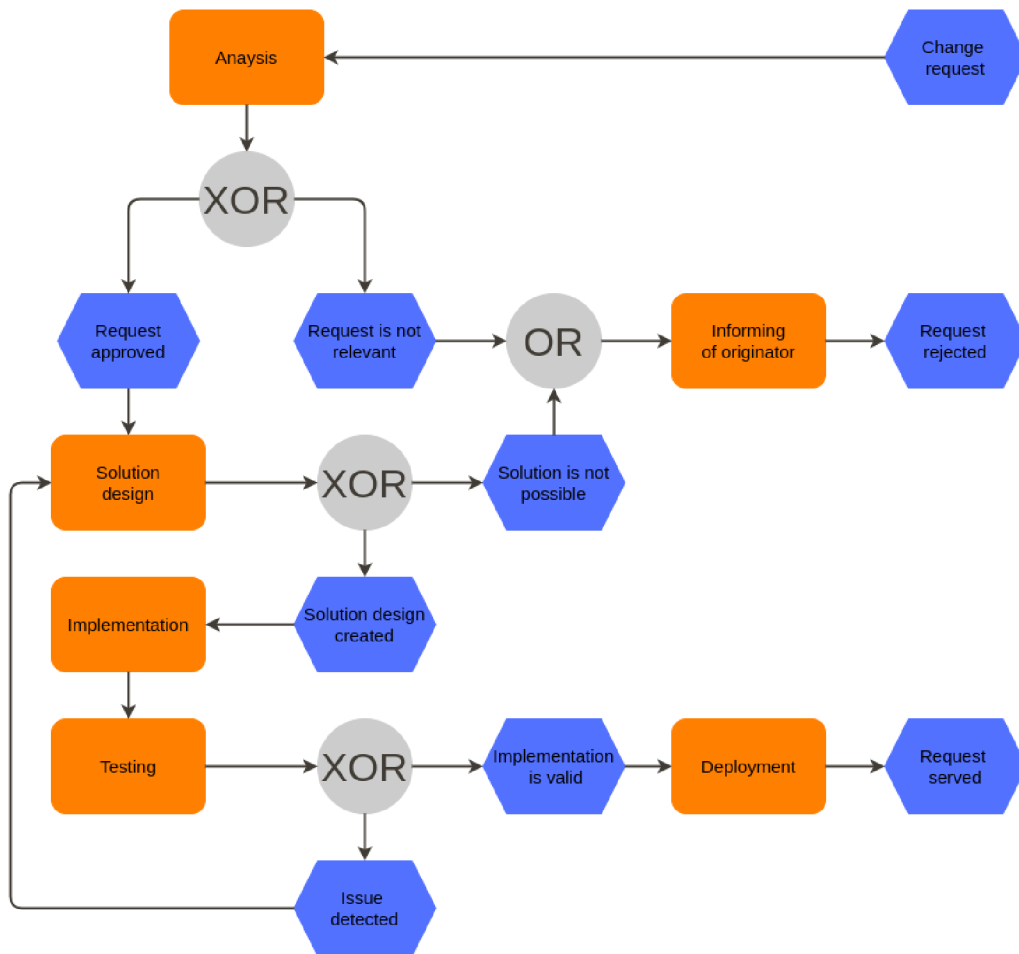 Anaysis
Change
request
XOR
Request
approved
Request is not
relevant
OR
Informing
of originator
Request
rejected
Solution
design
XOR
Solution is not
possible
Implementation
Solution design
created
Testing
XOR
Implementation
is valid
Deployment
Request
served
Issue
detected